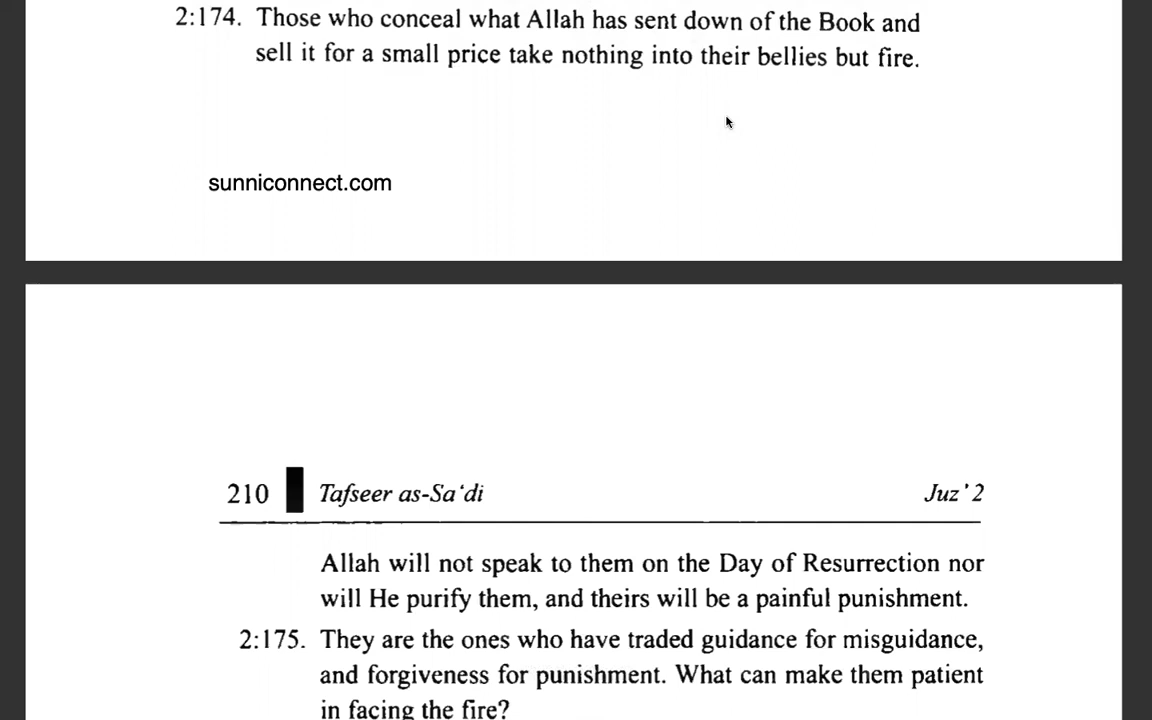 2:174. Those who conceal what Allah has sent down of the Book and
sell it for a small price take nothing into their bellies but fire.
sunniconnect.com
210 Tafseer as-Sa‘di Juz’ 2
Allah will not speak to them on the Day of Resurrection nor
will He purify them, and theirs will be a painful punishment.
2:175. They are the ones who have traded guidance for misguidance,
and forgiveness for punishment. What can make them patient
in facing the fire?